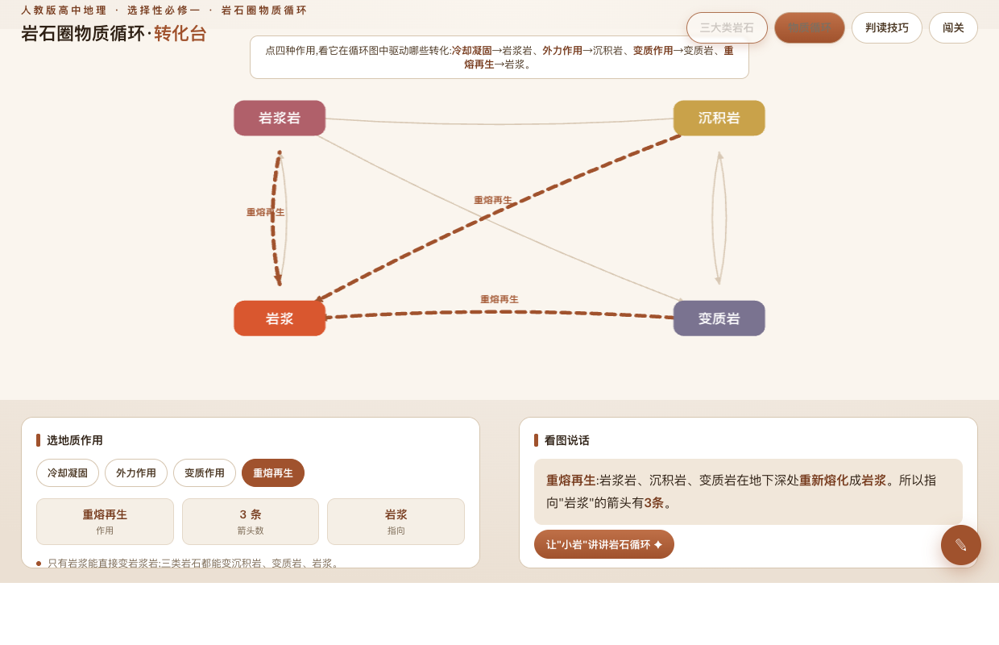 人教版高中地理 · 选择性必修一 · 岩石圈物质循环
岩石圈物质循环·转化台
三大类岩石
物质循环
判读技巧
闯关
点四种作用,看它在循环图中驱动哪些转化:冷却凝固→岩浆岩、外力作用→沉积岩、变质作用→变质岩、重
熔再生→岩浆。
岩浆岩
沉积岩
重熔再生
重熔再生
重熔再生
岩浆
变质岩
选地质作用
冷却凝固
外力作用
变质作用
重熔再生
重熔再生
作用
3 条
箭头数
岩浆
指向
只有岩浆能直接变岩浆岩;三类岩石都能变沉积岩、变质岩、岩浆。
看图说话
重熔再生:岩浆岩、沉积岩、变质岩在地下深处重新熔化成岩浆。所以指
向"岩浆"的箭头有3条。
让"小岩"讲讲岩石循环 ✦